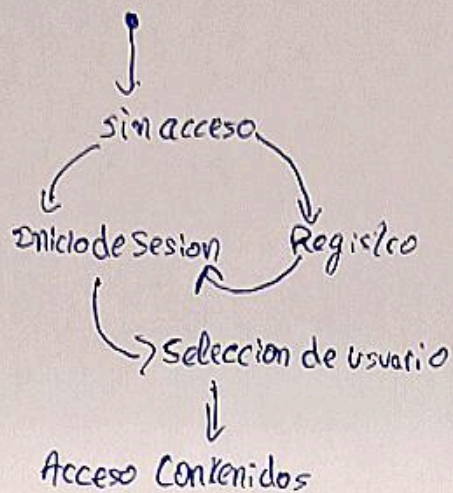 sin acceso
Inicio de sesion
Registro
Seleccion de usuario
Acceso Contenidos